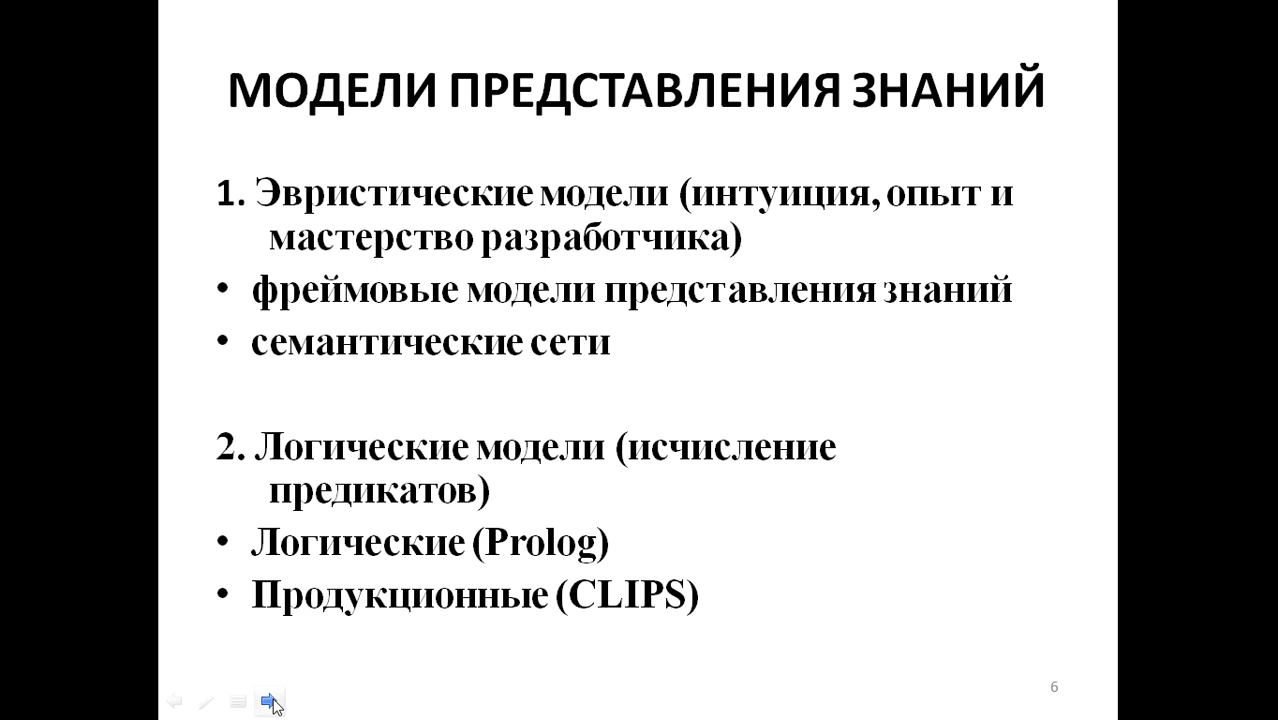 МОДЕЛИ ПРЕДСТАВЛЕНИЯ ЗНАНИЙ
1. Эвристические модели (интуиция, опыт и
мастерство разработчика)
• фреймовые модели представления знаний
• семантические сети
2. Логические модели (исчисление
предикатов)
• Логические (Prolog)
• Продукционные (CLIPS)
6